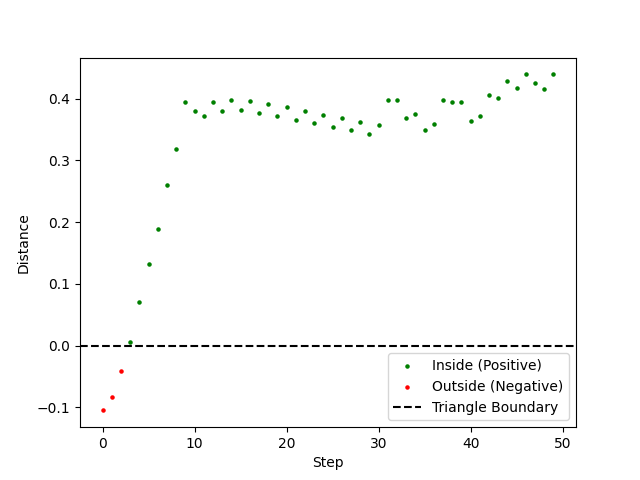 0.4
0.3
0.2
0.1
0.0
−0.1
Distance
Inside (Positive)
Outside (Negative)
Triangle Boundary
0 10 20 30 40 50
Step